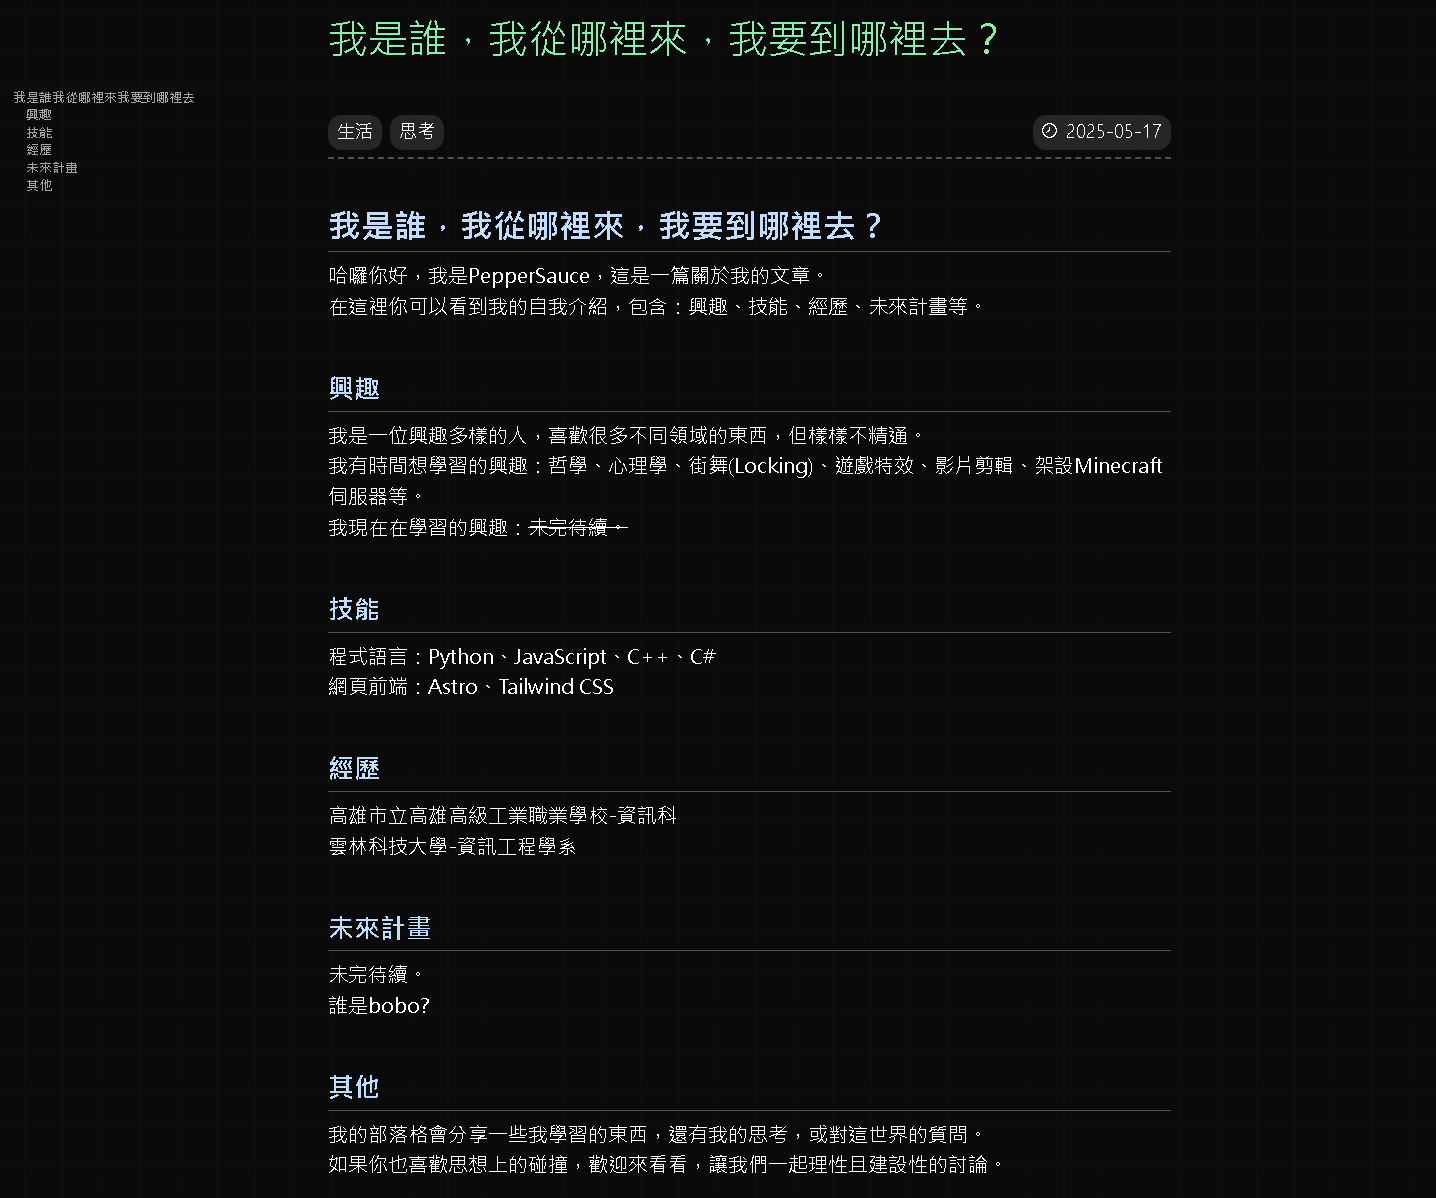 我是誰，我從哪裡來，我要到哪裡去？
我是誰我從哪裡來我要到哪裡去
興趣
技能
經歷
未來計畫
其他
生活 思考 2025-05-17
我是誰，我從哪裡來，我要到哪裡去？
哈囉你好，我是PepperSauce，這是一篇關於我的文章。
在這裡你可以看到我的自我介紹，包含：興趣、技能、經歷、未來計畫等。
興趣
我是一位興趣多樣的人，喜歡很多不同領域的東西，但樣樣不精通。
我有時間想學習的興趣：哲學、心理學、街舞(Locking)、遊戲特效、影片剪輯、架設Minecraft
伺服器等。
我現在在學習的興趣：未完待續。
技能
程式語言：Python、JavaScript、C++、C#
網頁前端：Astro、Tailwind CSS
經歷
高雄市立高雄高級工業職業學校-資訊科
雲林科技大學-資訊工程學系
未來計畫
未完待續。
誰是bobo?
其他
我的部落格會分享一些我學習的東西，還有我的思考，或對這世界的質問。
如果你也喜歡思想上的碰撞，歡迎來看看，讓我們一起理性且建設性的討論。